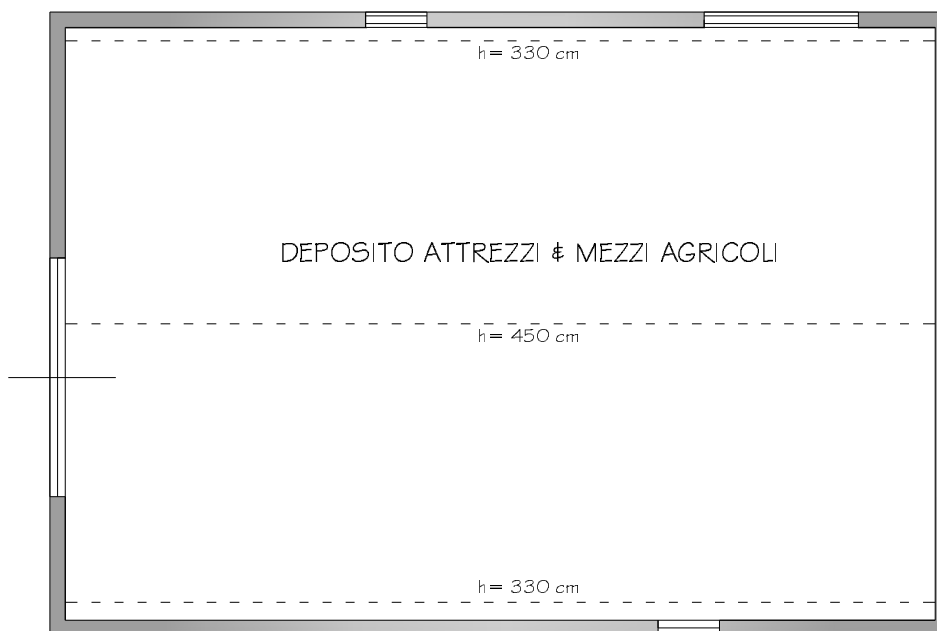 h= 330 cm
DEPOSITO ATTREZZI & MEZZI AGRICOLI
h= 450 cm
h= 330 cm